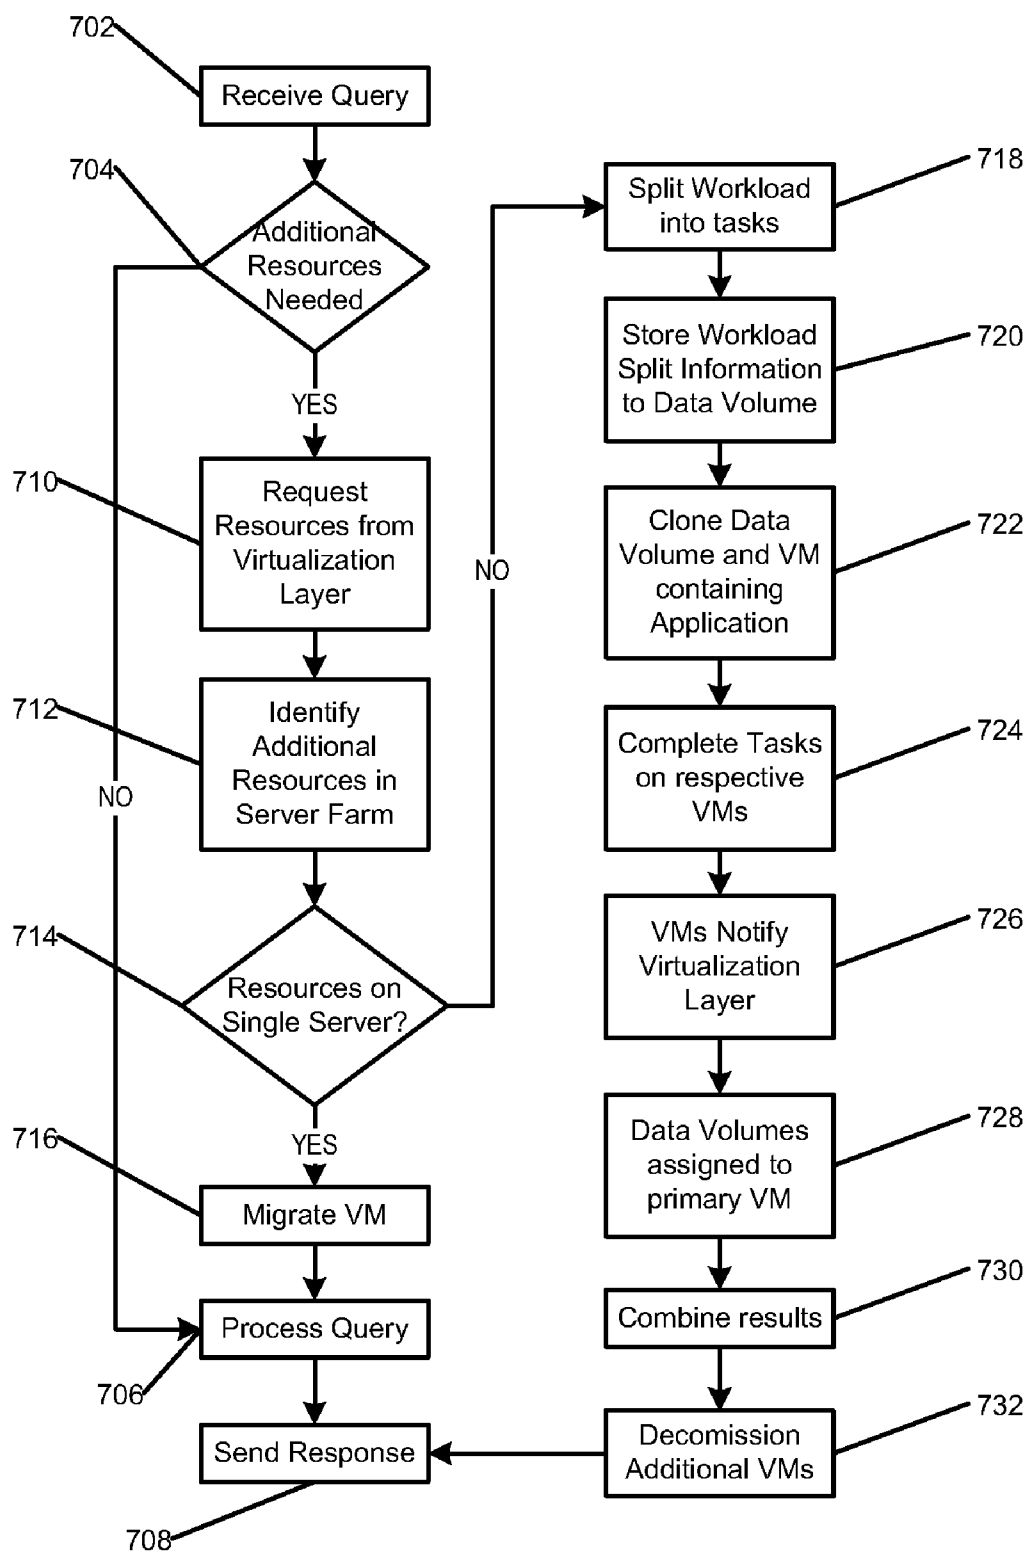 702
Receive Query
704
Additional
Resources
Needed
YES
710
Request
Resources from
Virtualization
Layer
712
Identify
Additional
Resources in
Server Farm
NO
714
Resources on
Single Server?
NO
YES
716
Migrate VM
Process Query
706
Send Response
708
718
Split Workload
into tasks
720
Store Workload
Split Information
to Data Volume
722
Clone Data
Volume and VM
containing
Application
724
Complete Tasks
on respective
VMs
726
VMs Notify
Virtualization
Layer
728
Data Volumes
assigned to
primary VM
730
Combine results
732
Decomission
Additional VMs